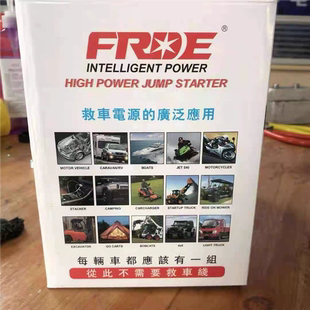 FRDE®
INTELLIGENT POWER
HIGH POWER JUMP STARTER
救車電源的廣泛應用
MOTOR VEHICLE CARAVAN/RV BOATS JET SKI MOTORCYCLES
STACKER CAMPING CARCHARGER STARTUP TRUCK RIDE ON MOWER
EXCAVATOR GO CARTS BOBCATS 4x4 LIGHT TRUCK
每輛車都應該有一組
從此不需要救車綫